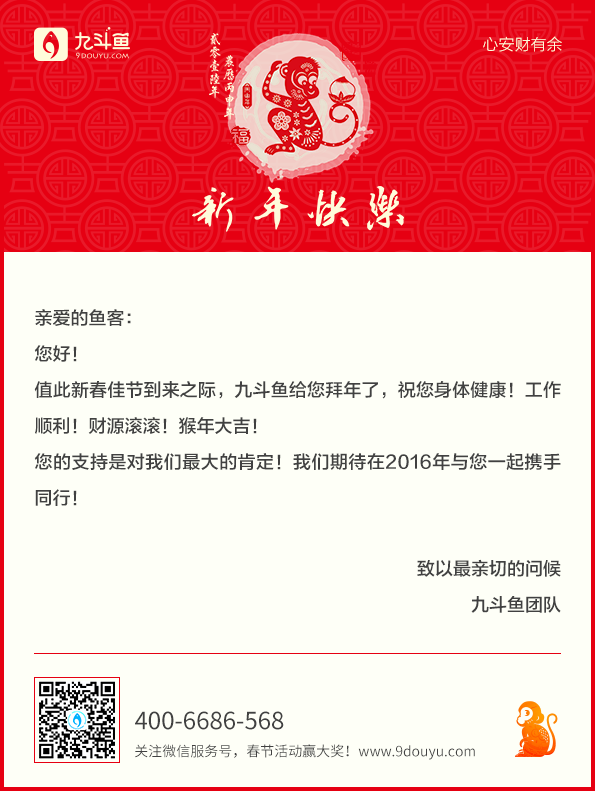 九斗鱼
9DOUYU.COM
心安财有余
贰零壹陸年
農歷丙申年
福
新年快樂
亲爱的鱼客：
您好！
值此新春佳节到来之际，九斗鱼给您拜年了，祝您身体健康！工作
顺利！财源滚滚！猴年大吉！
您的支持是对我们最大的肯定！我们期待在2016年与您一起携手
同行！
致以最亲切的问候
九斗鱼团队
400-6686-568
关注微信服务号，春节活动赢大奖！www.9douyu.com